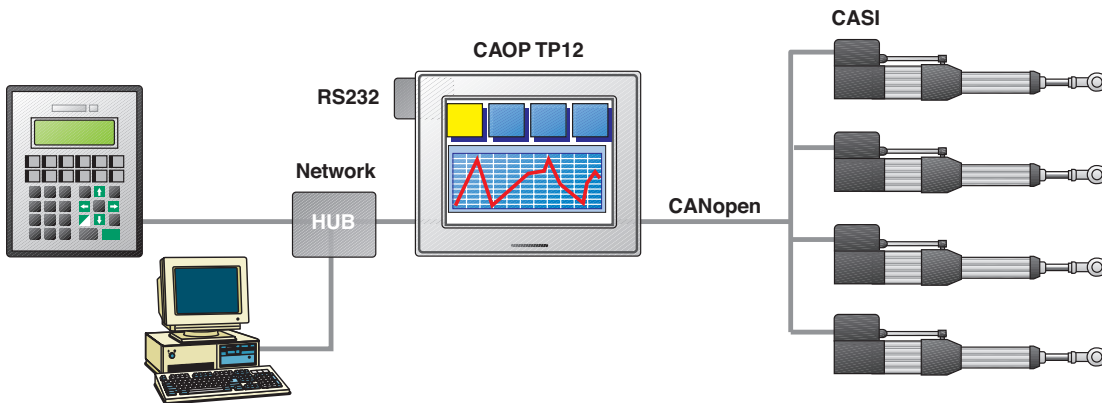 CASI
CAOP TP12
RS232
Network
HUB
CANopen